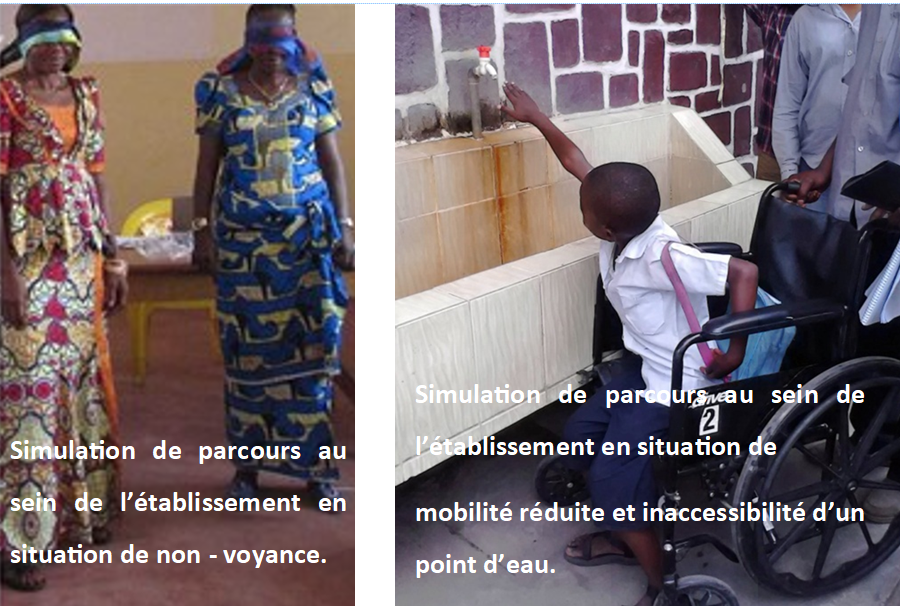 Simulation de parcours au
sein de l’établissement en
situation de non - voyance.
Simulation de parcours au sein de
l’établissement en situation de
mobilité réduite et inaccessibilité d’un
point d’eau.
2